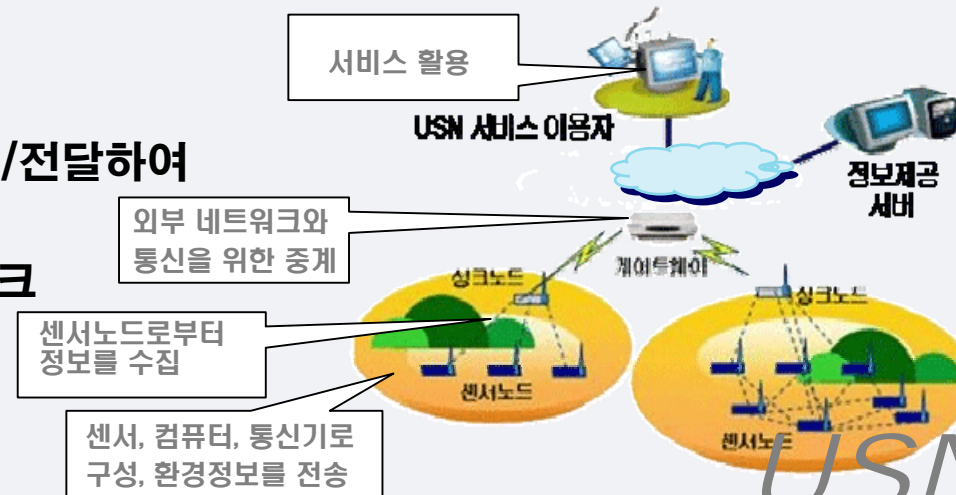 서비스 활용
USN 서비스 이용자
/전달하여
정보제공
서버
외부 네트워크와
통신을 위한 중계
게이트웨이
크
싱크노드
싱크노드
센서노드로부터
정보를 수집
센서노드
센서, 컴퓨터, 통신기로
구성, 환경정보를 전송
센서노드
USN